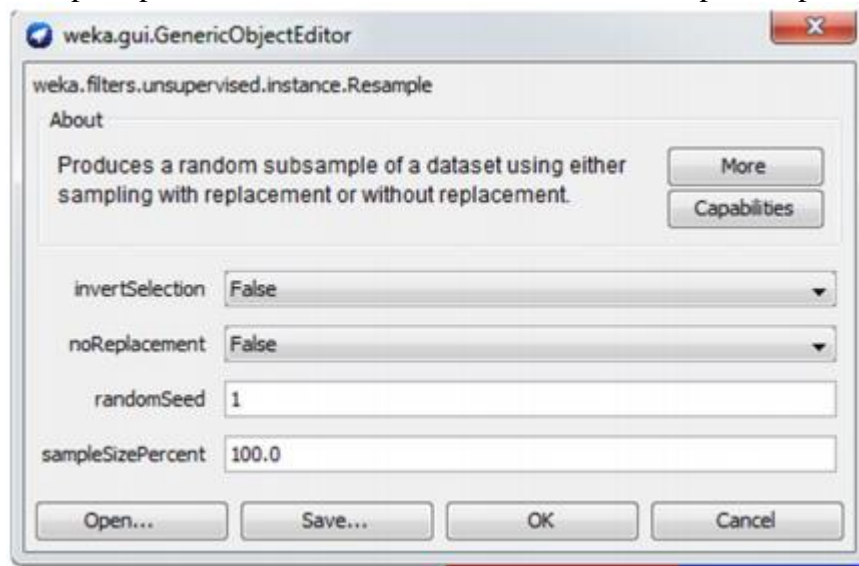 weka.gui.GenericObjectEditor
weka.filters.unsupervised.instance.Resample
About
Produces a random subsample of a dataset using either
sampling with replacement or without replacement.
More
Capabilities
invertSelection False
noReplacement False
randomSeed 1
sampleSizePercent 100.0
Open... Save... OK Cancel